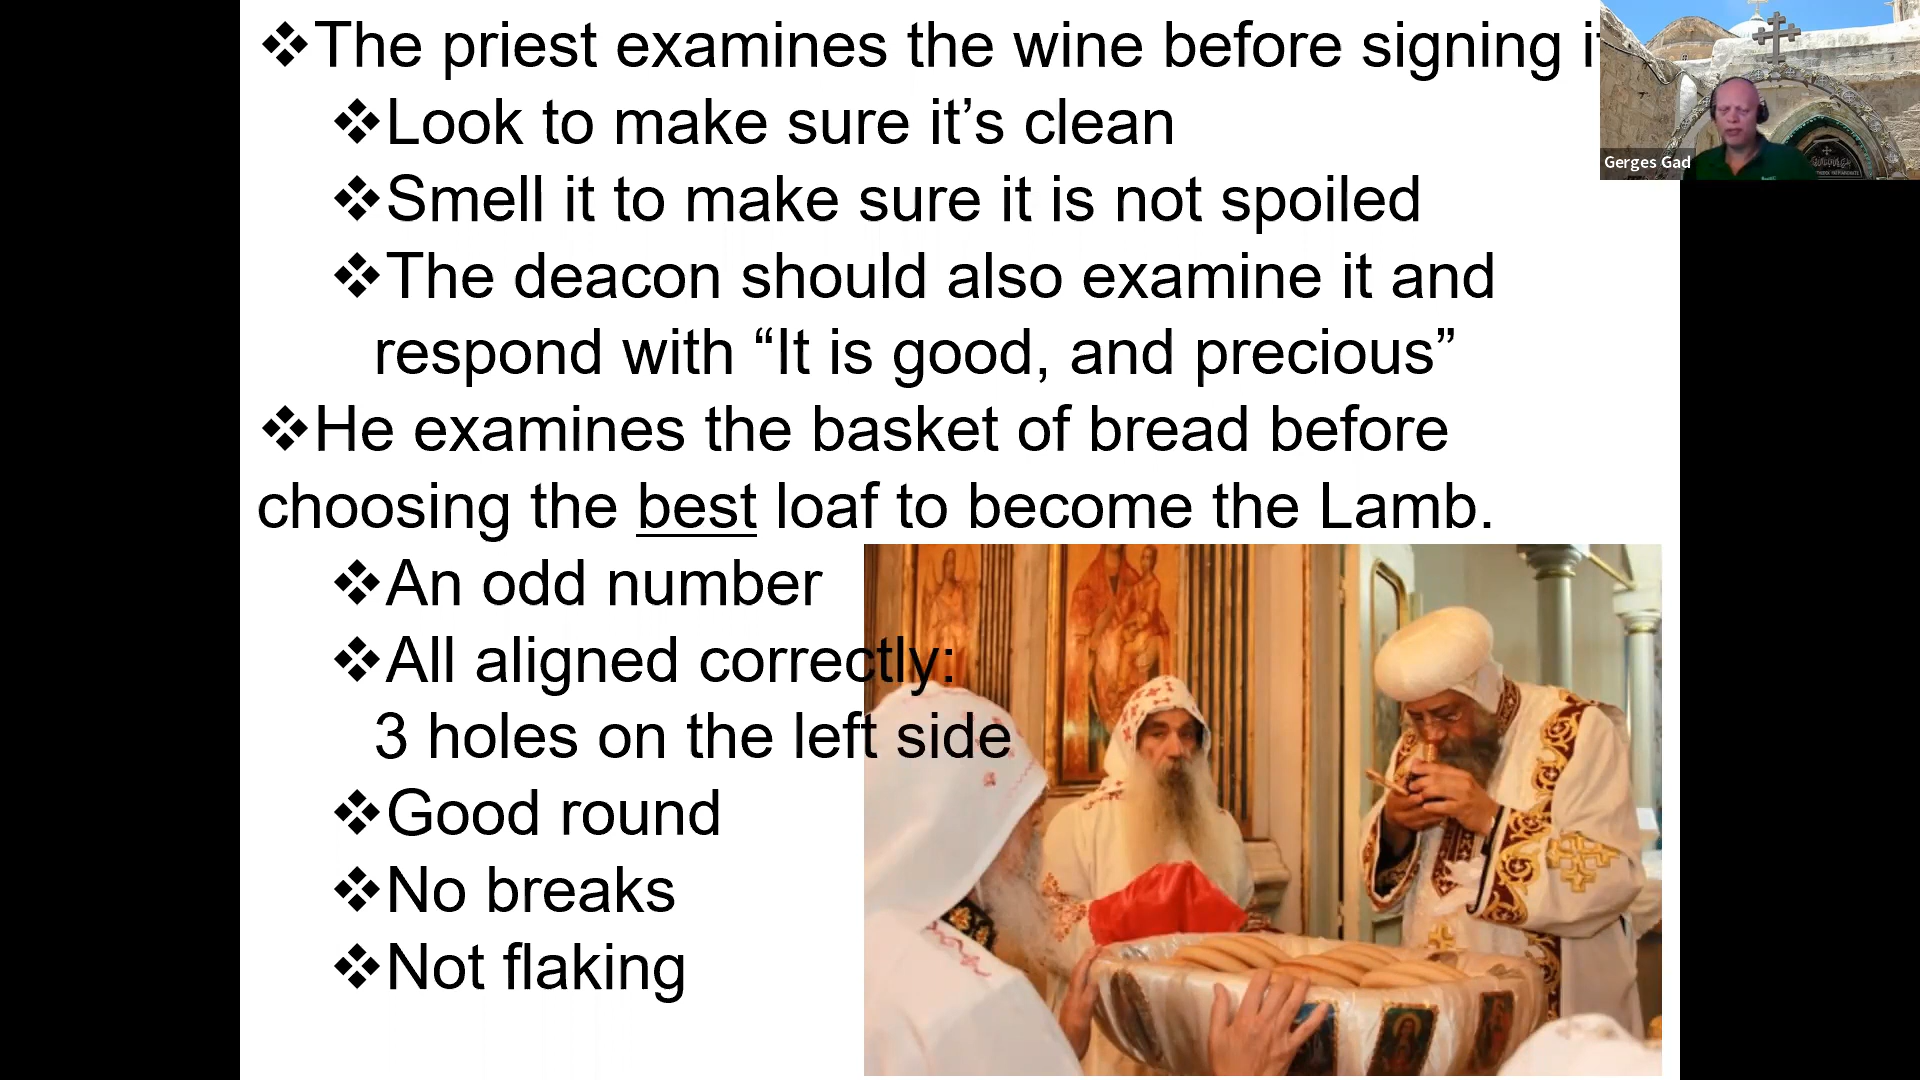 ❖The priest examines the wine before signing it
❖Look to make sure it’s clean
❖Smell it to make sure it is not spoiled
❖The deacon should also examine it and
respond with “It is good, and precious”
❖He examines the basket of bread before
choosing the best loaf to become the Lamb.
❖An odd number
❖All aligned correctly:
3 holes on the left side
❖Good round
❖No breaks
❖Not flaking
Gerges Gad